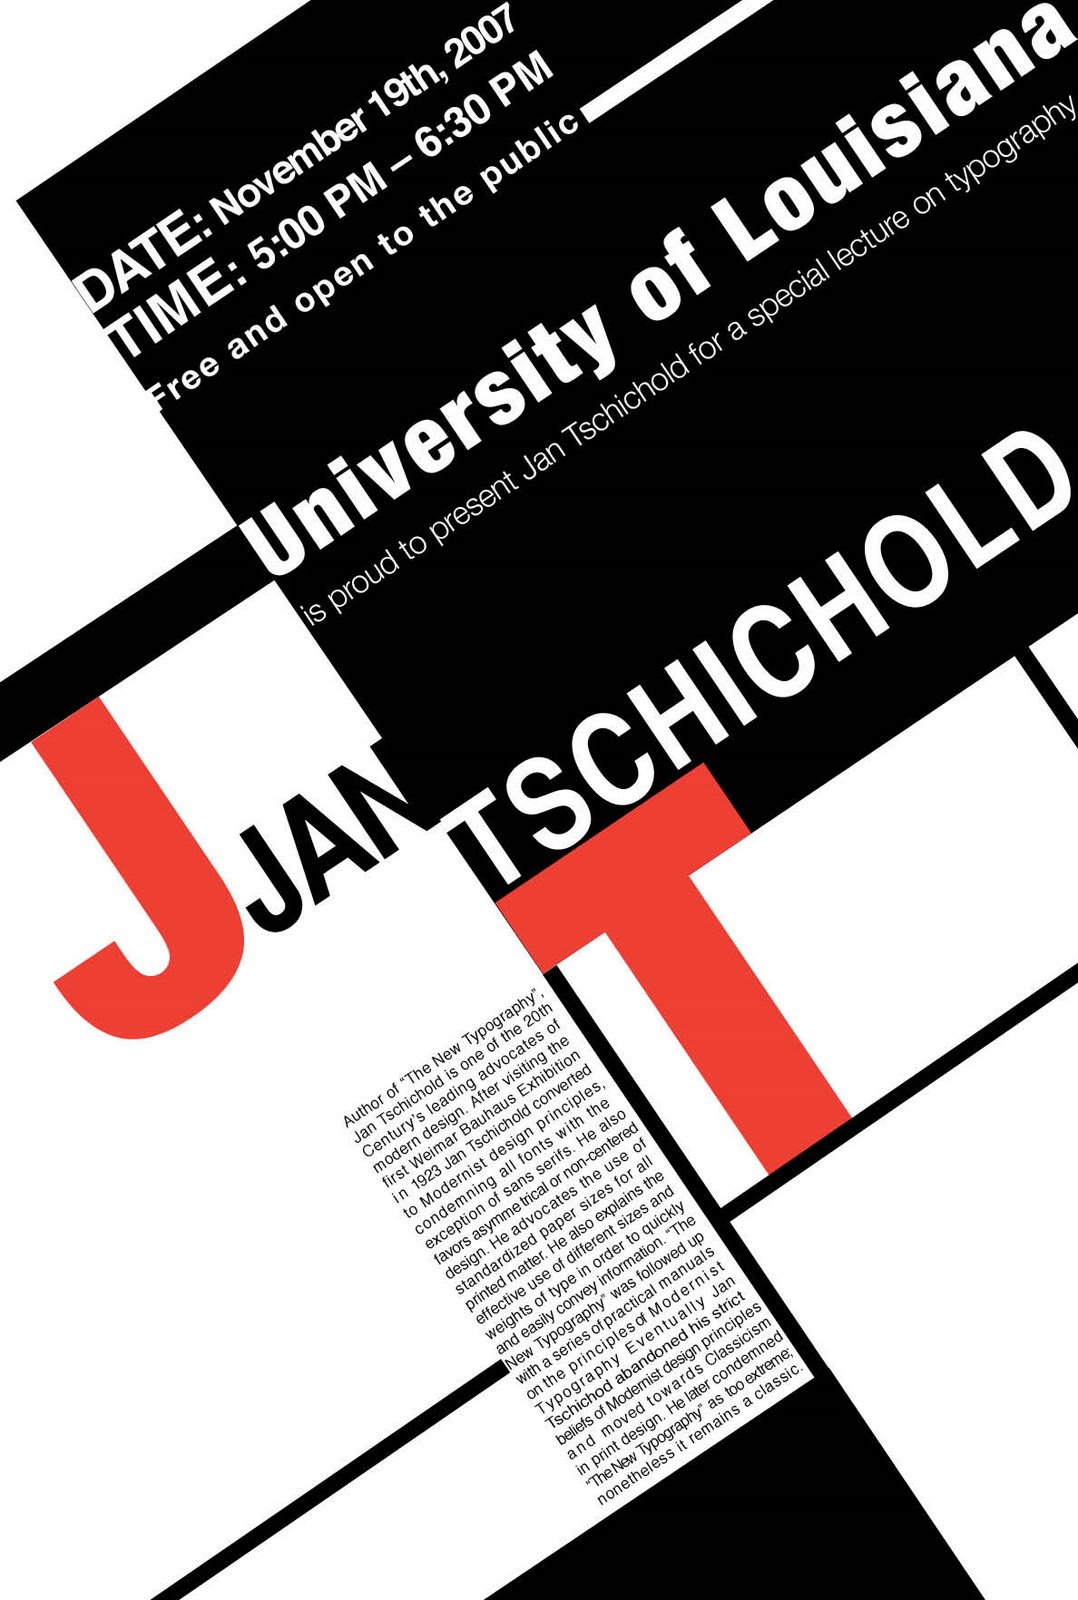 DATE: November 19th, 2007
TIME: 5:00 PM – 6:30 PM
Free and open to the public
University of Louisiana
is proud to present Jan Tschichold for a special lecture on typography
J
JAN
TSCHICHOLD
T
Author of "The New Typography",
Jan Tschichold is one of the 20th
Century's leading advocates of
modern design. After visiting the
first Weimar Bauhaus Exhibition
in 1923 Jan Tschichold converted
to Modernist design principles,
condemning all fonts with the
exception of sans serifs. He also
favors asymmetrical or non-centered
design. He advocates the use of
standardized paper sizes for all
printed matter. He also explains the
effective use of different sizes and
weights of type in order to quickly
and easily convey information. "The
New Typography" was followed up
with a series of practical manuals
on the principles of Modernist
Typography Eventually Jan
Tschichod abandoned his strict
beliefs of Modernist design principles
and moved towards Classicism
in print design. He later condemned
"The New Typography" as too extreme;
nonetheless it remains a classic.